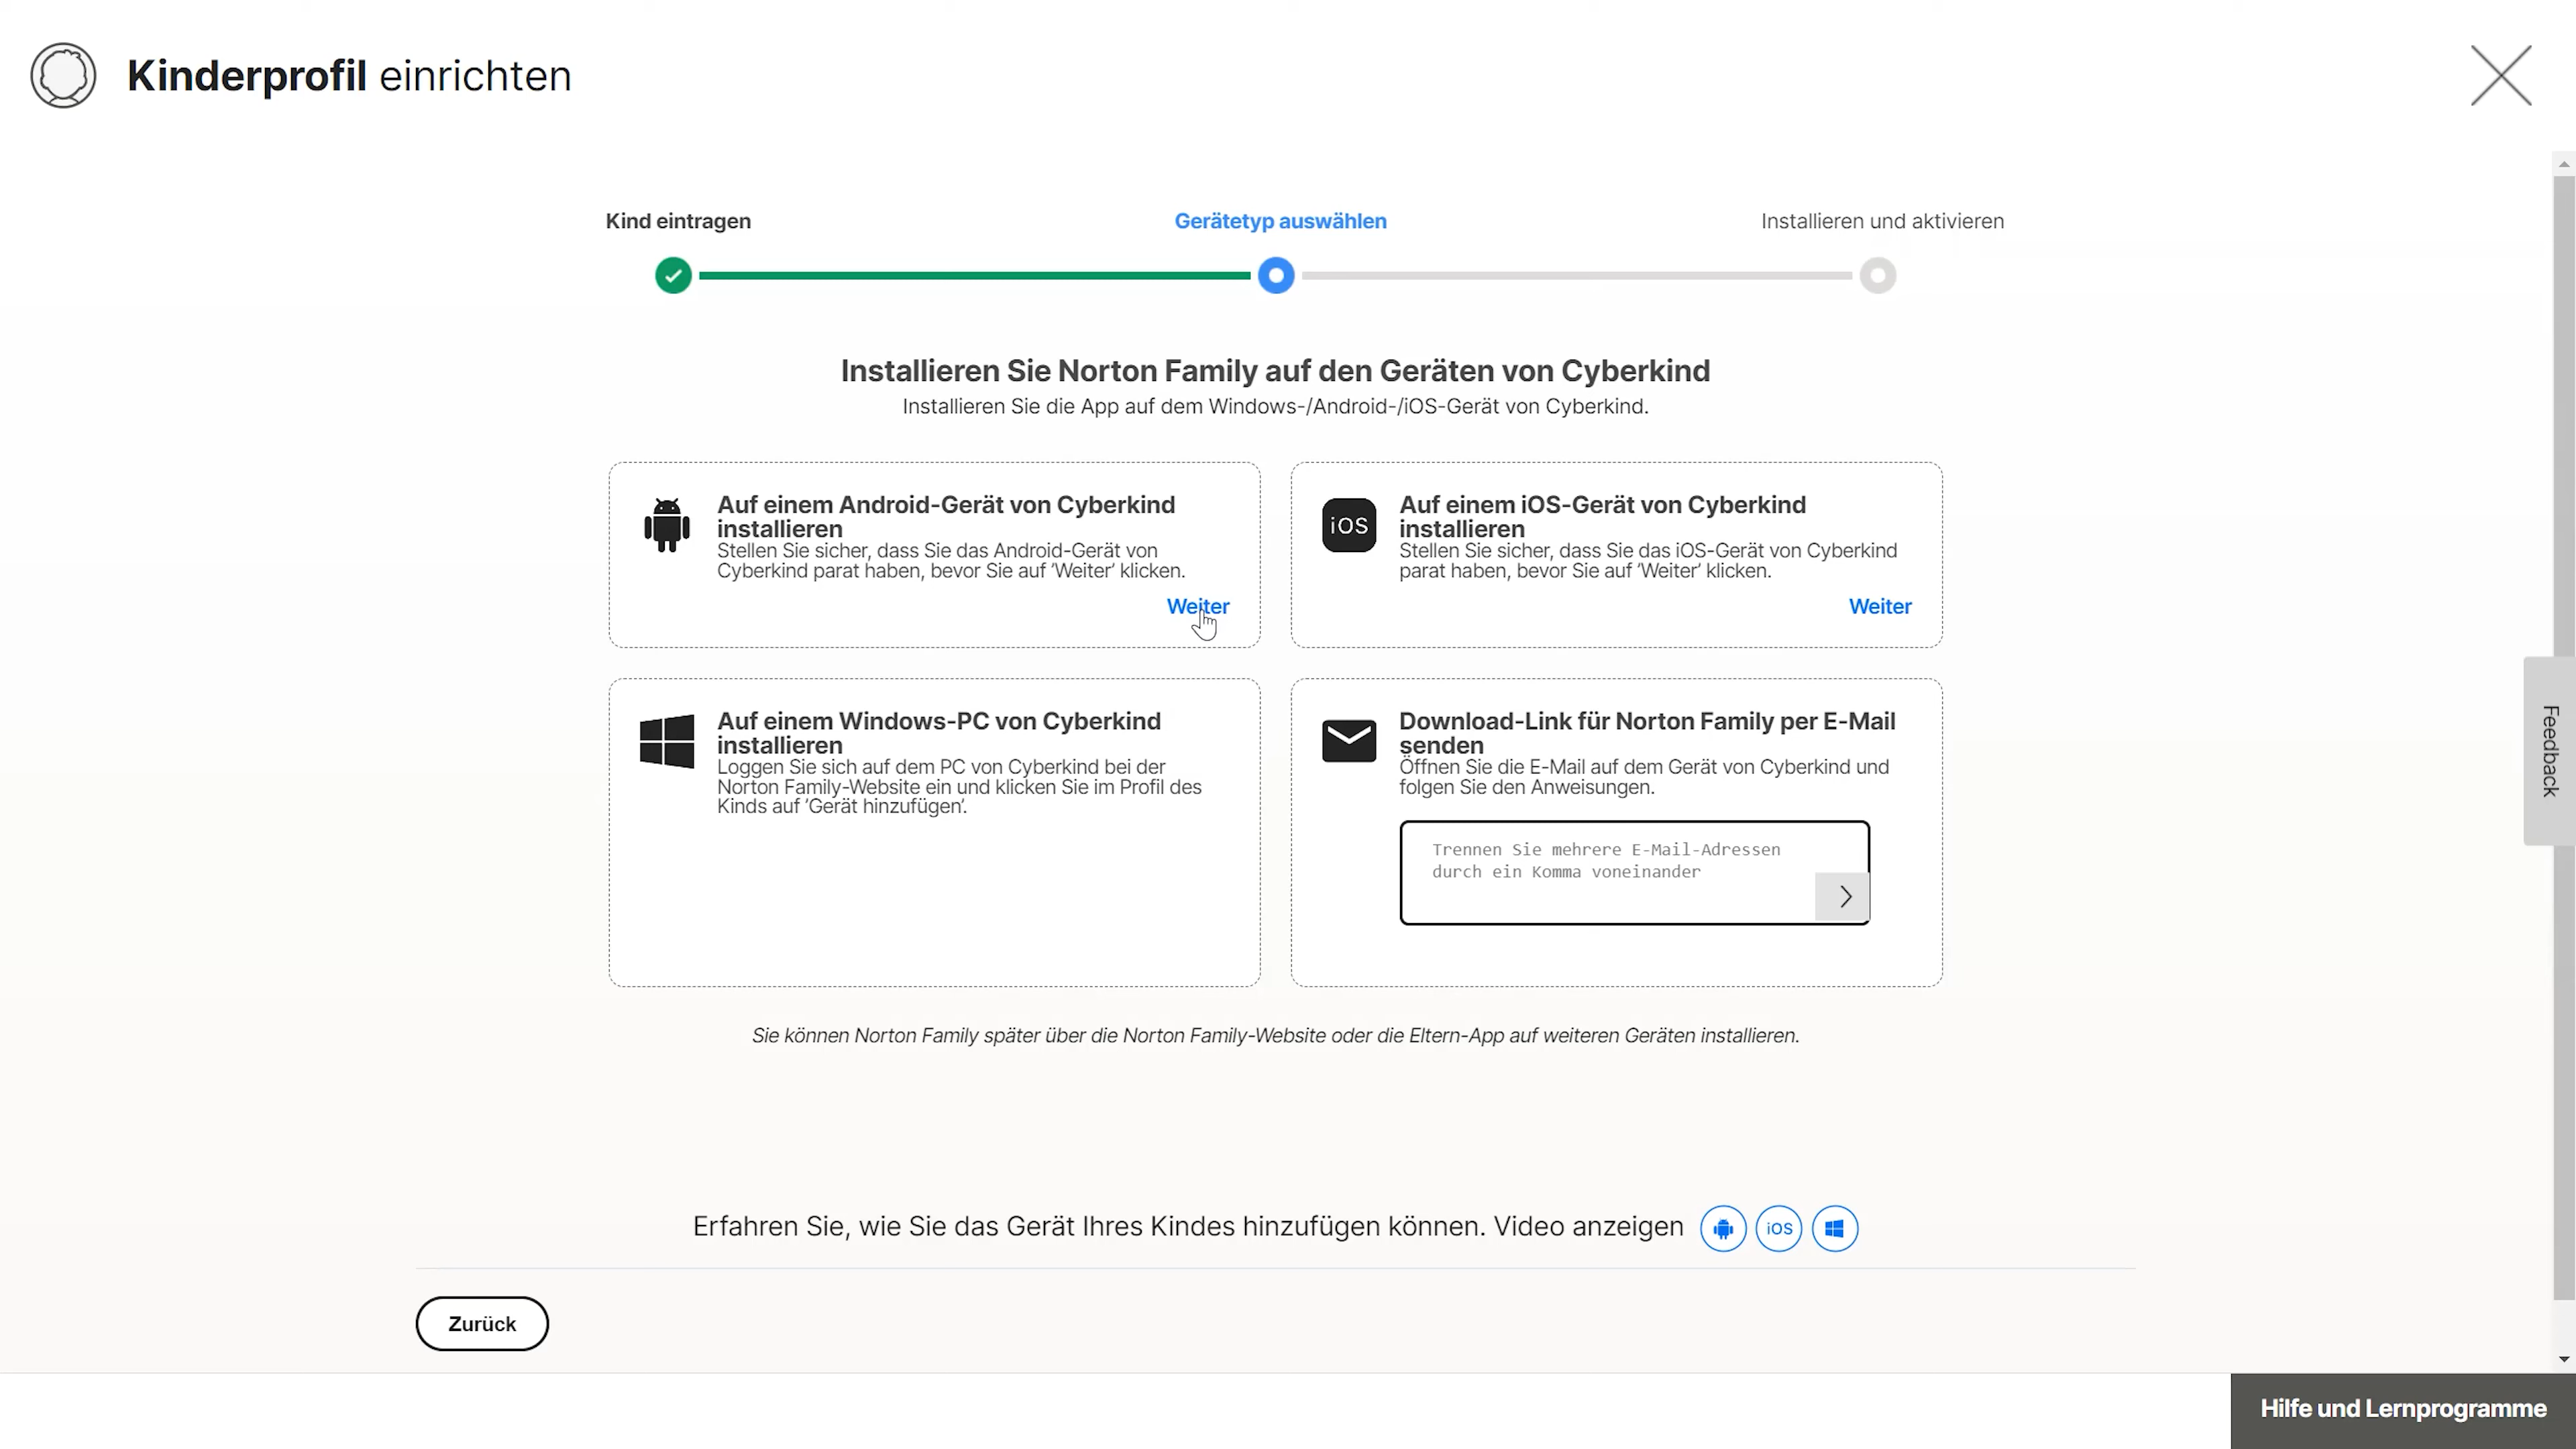 Kinderprofil einrichten
Kind eintragen
Gerätetyp auswählen
Installieren und aktivieren
Installieren Sie Norton Family auf den Geräten von Cyberkind
Installieren Sie die App auf dem Windows-/Android-/iOS-Gerät von Cyberkind.
Auf einem Android-Gerät von Cyberkind
installieren
Stellen Sie sicher, dass Sie das Android-Gerät von
Cyberkind parat haben, bevor Sie auf ‘Weiter’ klicken.
Weiter
iOS
Auf einem iOS-Gerät von Cyberkind
installieren
Stellen Sie sicher, dass Sie das iOS-Gerät von Cyberkind
parat haben, bevor Sie auf ‘Weiter’ klicken.
Weiter
Auf einem Windows-PC von Cyberkind
installieren
Loggen Sie sich auf dem PC von Cyberkind bei der
Norton Family-Website ein und klicken Sie im Profil des
Kinds auf ‘Gerät hinzufügen’.
Download-Link für Norton Family per E-Mail
senden
Öffnen Sie die E-Mail auf dem Gerät von Cyberkind und
folgen Sie den Anweisungen.
Trennen Sie mehrere E-Mail-Adressen
durch ein Komma voneinander
Feedback
Sie können Norton Family später über die Norton Family-Website oder die Eltern-App auf weiteren Geräten installieren.
Erfahren Sie, wie Sie das Gerät Ihres Kindes hinzufügen können. Video anzeigen
iOS
Zurück
Hilfe und Lernprogramme